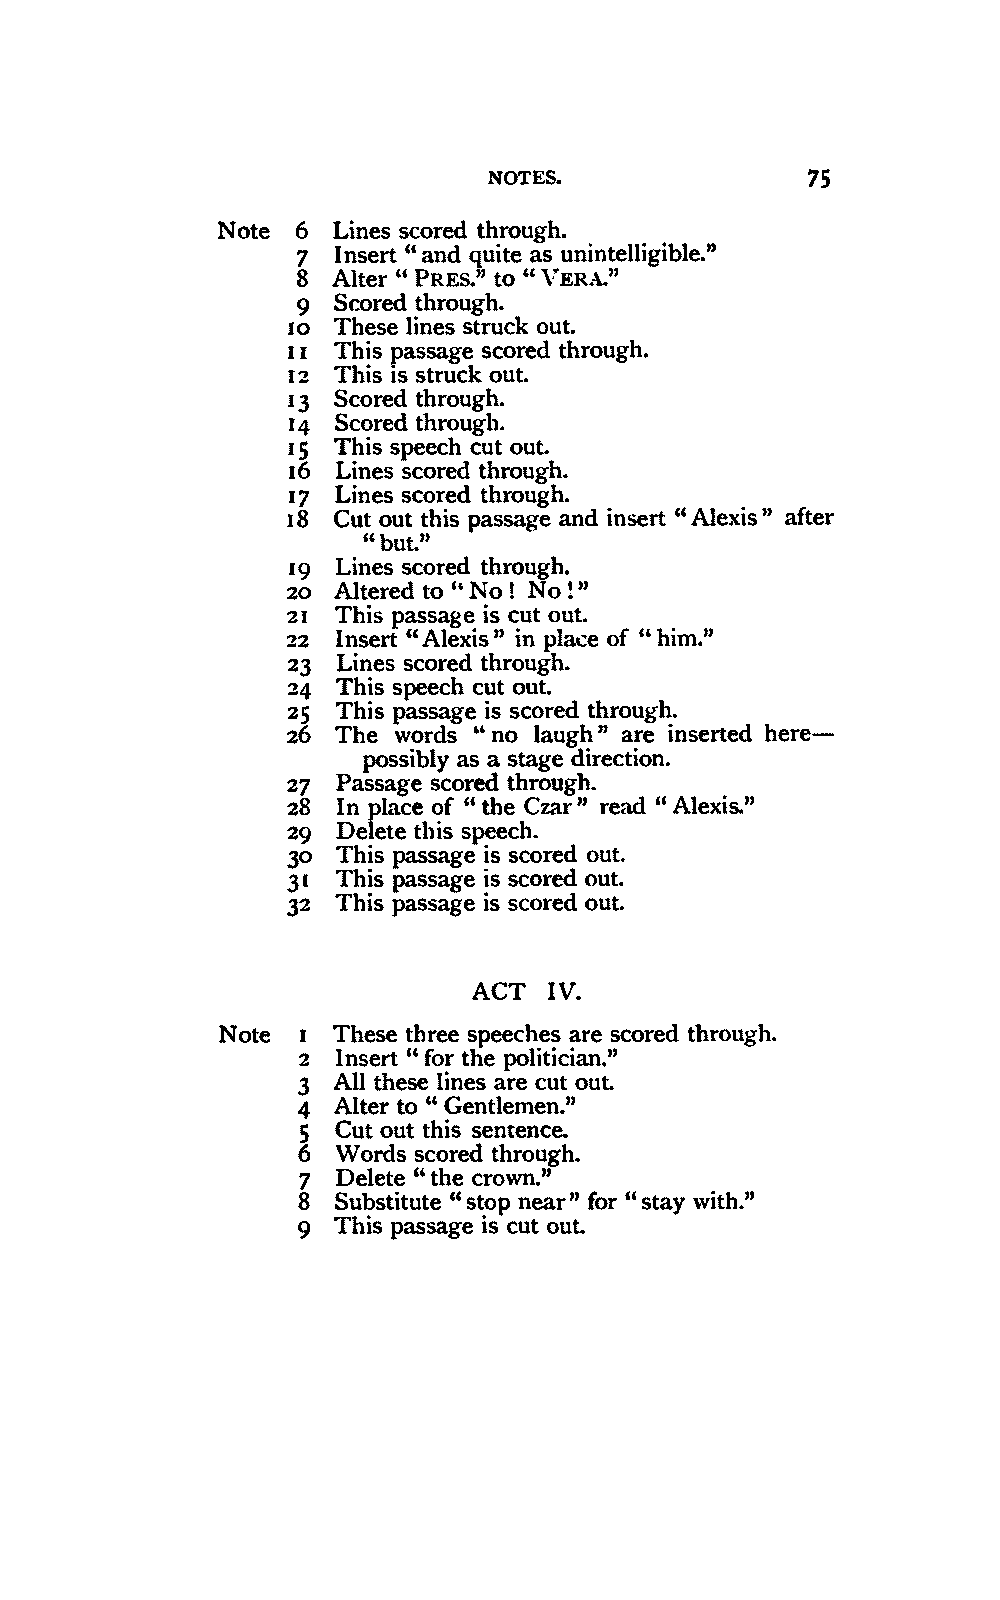 NOTES. 75
Note 6 Lines scored through.
7 Insert “and quite as unintelligible.”
8 Alter “PRES.” to “VERA.”
9 Scored through.
10 These lines struck out.
11 This passage scored through.
12 This is struck out.
13 Scored through.
14 Scored through.
15 This speech cut out.
16 Lines scored through.
17 Lines scored through.
18 Cut out this passage and insert “Alexis” after
“but.”
19 Lines scored through.
20 Altered to “No! No!”
21 This passage is cut out.
22 Insert “Alexis” in place of “him.”
23 Lines scored through.
24 This speech cut out.
25 This passage is scored through.
26 The words “no laugh” are inserted here—
possibly as a stage direction.
27 Passage scored through.
28 In place of “the Czar” read “Alexis.”
29 Delete this speech.
30 This passage is scored out.
31 This passage is scored out.
32 This passage is scored out.
ACT IV.
Note 1 These three speeches are scored through.
2 Insert “for the politician.”
3 All these lines are cut out.
4 Alter to “Gentlemen.”
5 Cut out this sentence.
6 Words scored through.
7 Delete “the crown.”
8 Substitute “stop near” for “stay with.”
9 This passage is cut out.